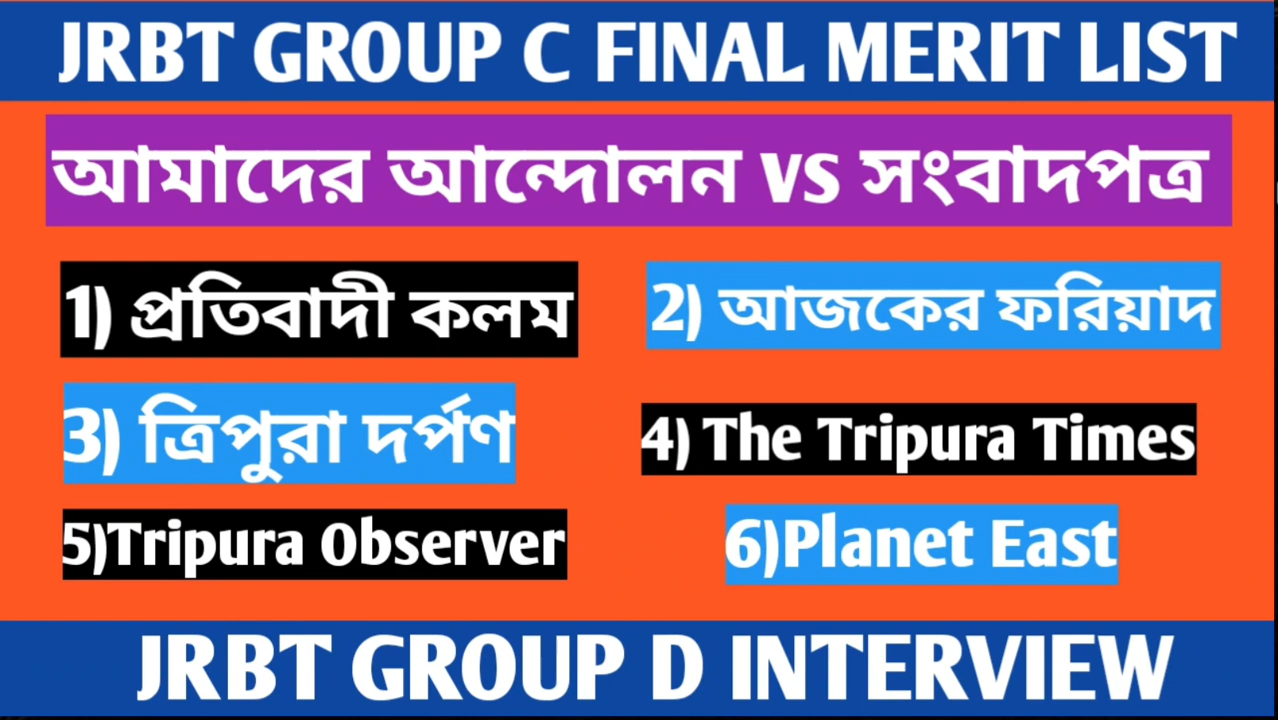 JRBT GROUP C FINAL MERIT LIST
আমাদের আন্দোলন VS সংবাদপত্র
1) প্রতিবাদী কলম
2) আজকের ফরিয়াদ
3) ত্রিপুরা দর্পণ
4) The Tripura Times
5)Tripura Observer
6)Planet East
JRBT GROUP D INTERVIEW